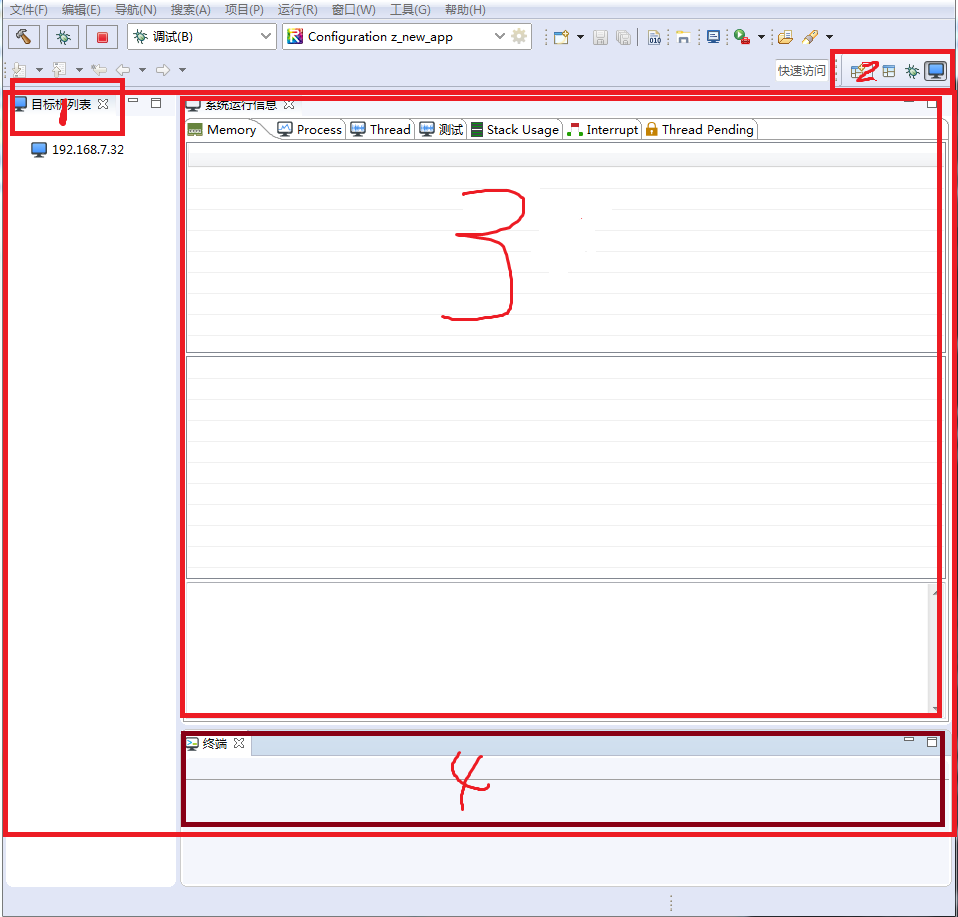 文件(F) 编辑(E) 导航(N) 搜索(A) 项目(P) 运行(R) 窗口(W) 工具(G) 帮助(H)
调试(B) Configuration z_new_app
快速访问 2
目标机列表 系统运行信息
1
Memory Process Thread 测试 Stack Usage Interrupt Thread Pending
192.168.7.32
3
终端
4